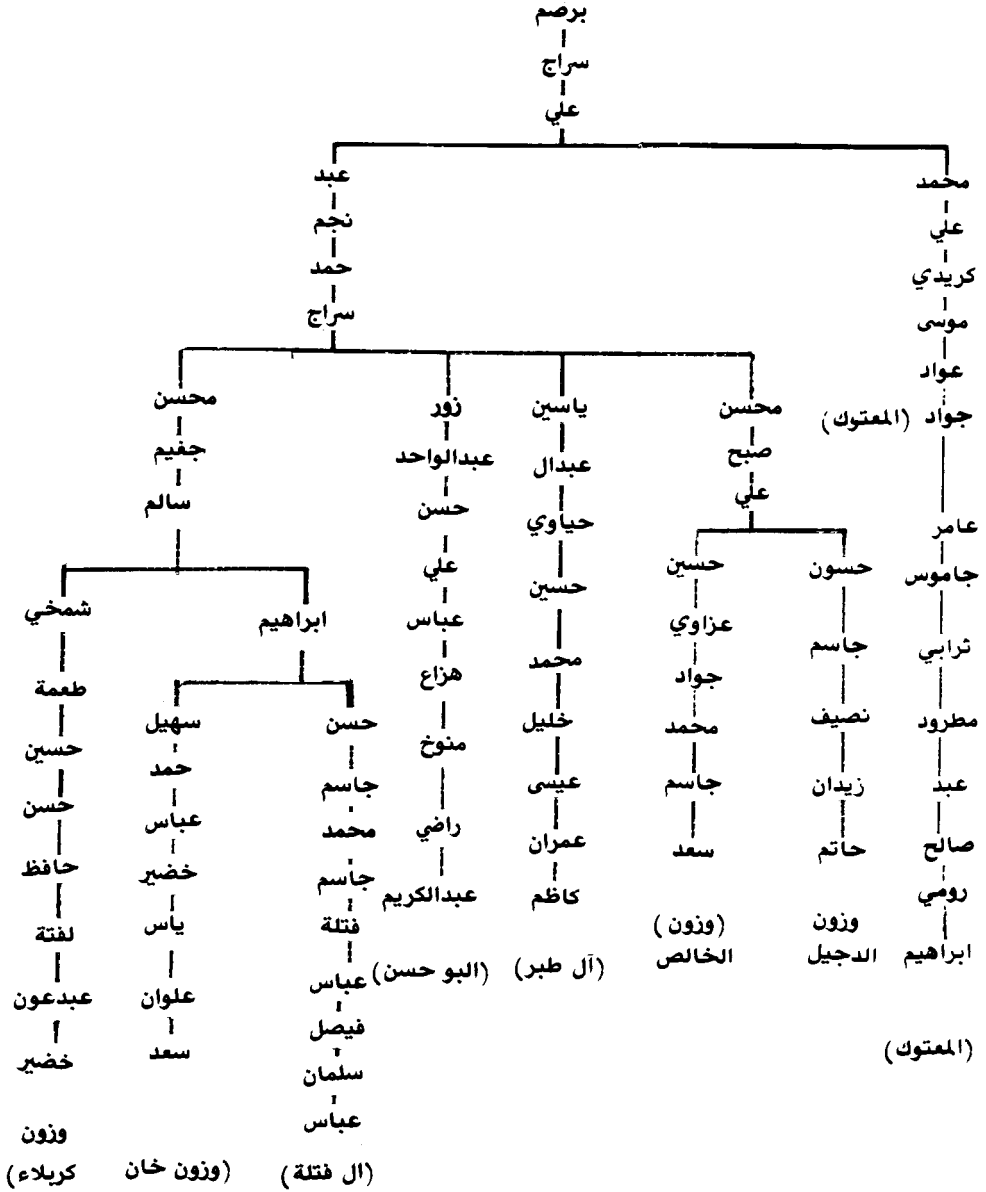 برصم
سراج
علي
محمد
علي
كريدي
موسى
عواد
جواد (المعتوك)
عامر
جاموس
ثرابي
مطرود
عبد
صالح
رومي
ابراهيم
(المعتوك)
عبد
نجم
حمد
سراج
محسن
صبح
علي
حسون
جاسم
نصيف
زيدان
حاتم
وزون
الدجيل
حسين
عزاوي
جواد
محمد
جاسم
سعد
(وزون)
الخالص
ياسين
عبدال
حياوي
حسين
محمد
خليل
عيسى
عمران
كاظم
(آل طبر)
زور
عبدالواحد
حسن
علي
عباس
هزاع
منوخ
راضي
عبدالكريم
(البو حسن)
محسن
جفيم
سالم
ابراهيم
حسن
جاسم
محمد
جاسم
فتلة
عباس
فيصل
سلمان
عباس
(ال فتلة)
سهيل
حمد
عباس
خضير
ياس
علوان
سعد
(وزون خان
شمخي
طعمة
حسين
حسن
حافظ
لفتة
عبدعون
خضير
وزون
كربلاء)